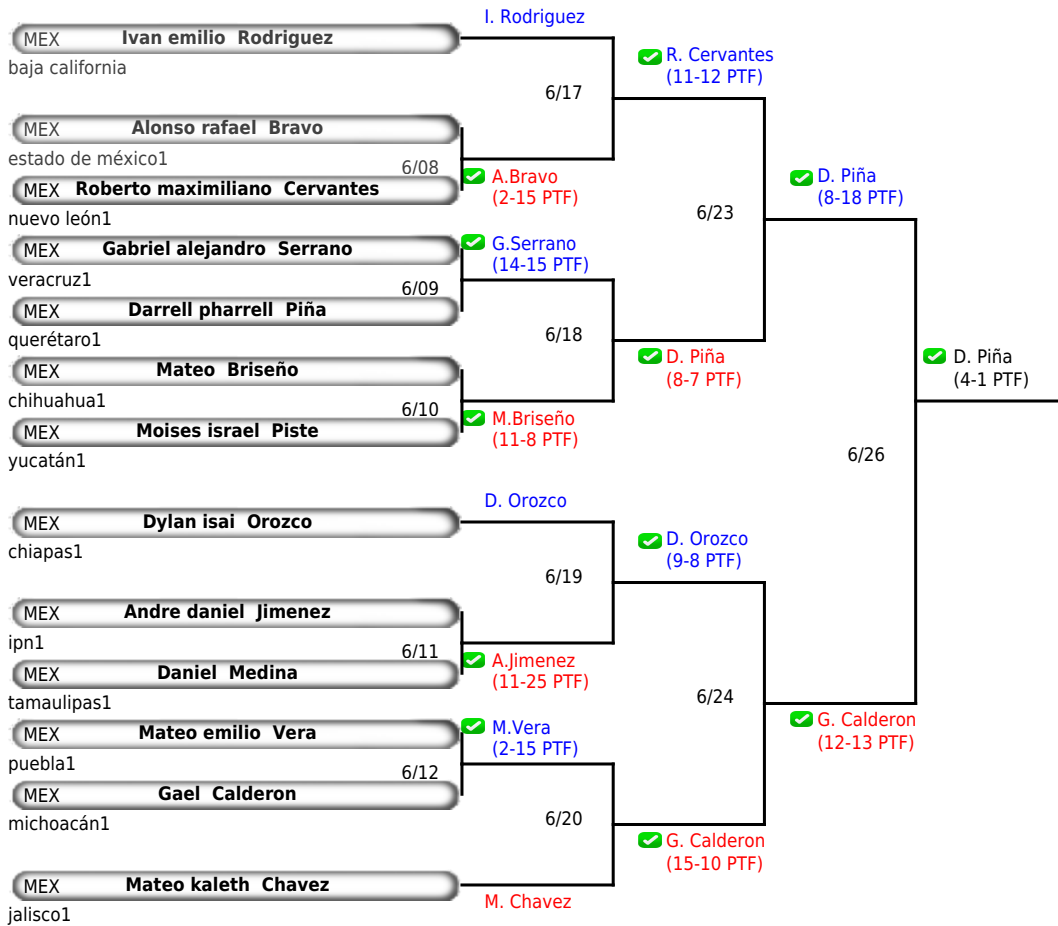 I. Rodriguez
MEX Ivan emilio Rodriguez
baja california
R. Cervantes
(11-12 PTF)
6/17
MEX Alonso rafael Bravo
estado de méxico1
6/08
A.Bravo
(2-15 PTF)
MEX Roberto maximiliano Cervantes
nuevo león1
D. Piña
(8-18 PTF)
6/23
MEX Gabriel alejandro Serrano
veracruz1
G.Serrano
(14-15 PTF)
6/09
MEX Darrell pharrell Piña
querétaro1
6/18
D. Piña
(8-7 PTF)
MEX Mateo Briseño
chihuahua1
6/10
M.Briseño
(11-8 PTF)
MEX Moises israel Piste
yucatán1
D. Piña
(4-1 PTF)
6/26
D. Orozco
MEX Dylan isai Orozco
chiapas1
D. Orozco
(9-8 PTF)
6/19
MEX Andre daniel Jimenez
ipn1
6/11
A.Jimenez
(11-25 PTF)
MEX Daniel Medina
tamaulipas1
6/24
G. Calderon
(12-13 PTF)
MEX Mateo emilio Vera
puebla1
M.Vera
(2-15 PTF)
6/12
MEX Gael Calderon
michoacán1
6/20
G. Calderon
(15-10 PTF)
MEX Mateo kaleth Chavez
jalisco1
M. Chavez